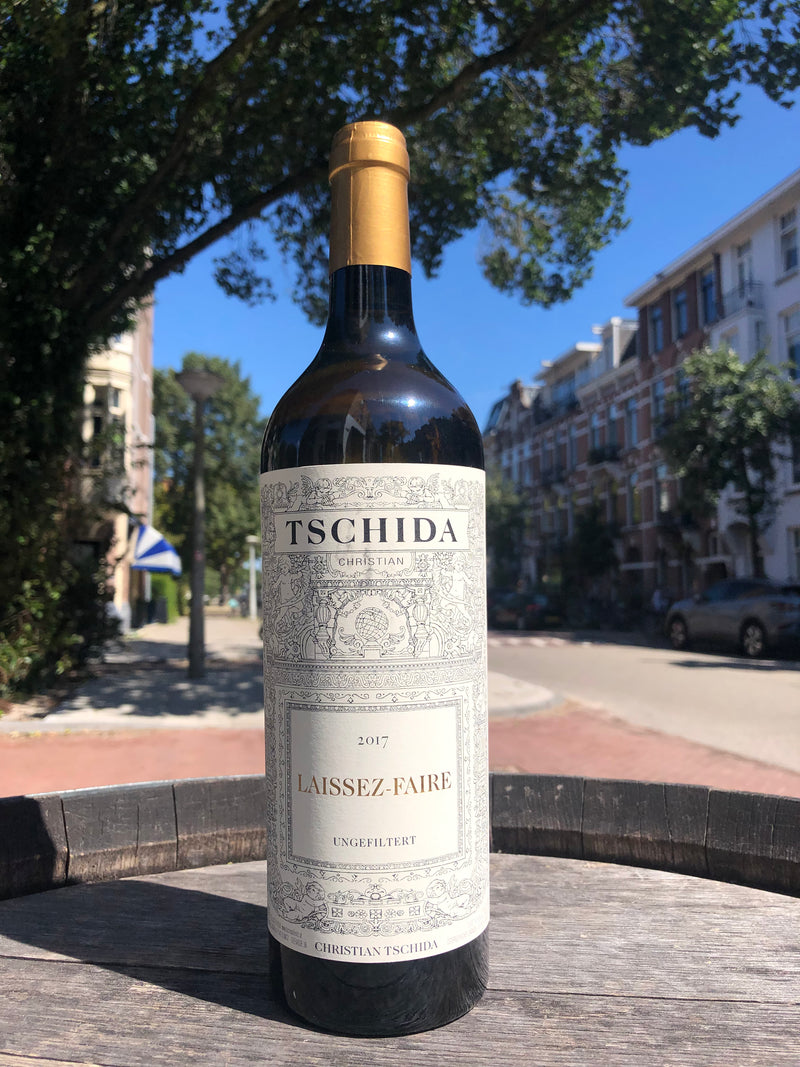 TSCHIDA
CHRISTIAN
2017
LAISSEZ-FAIRE
UNGEFILTERT
CHRISTIAN TSCHIDA